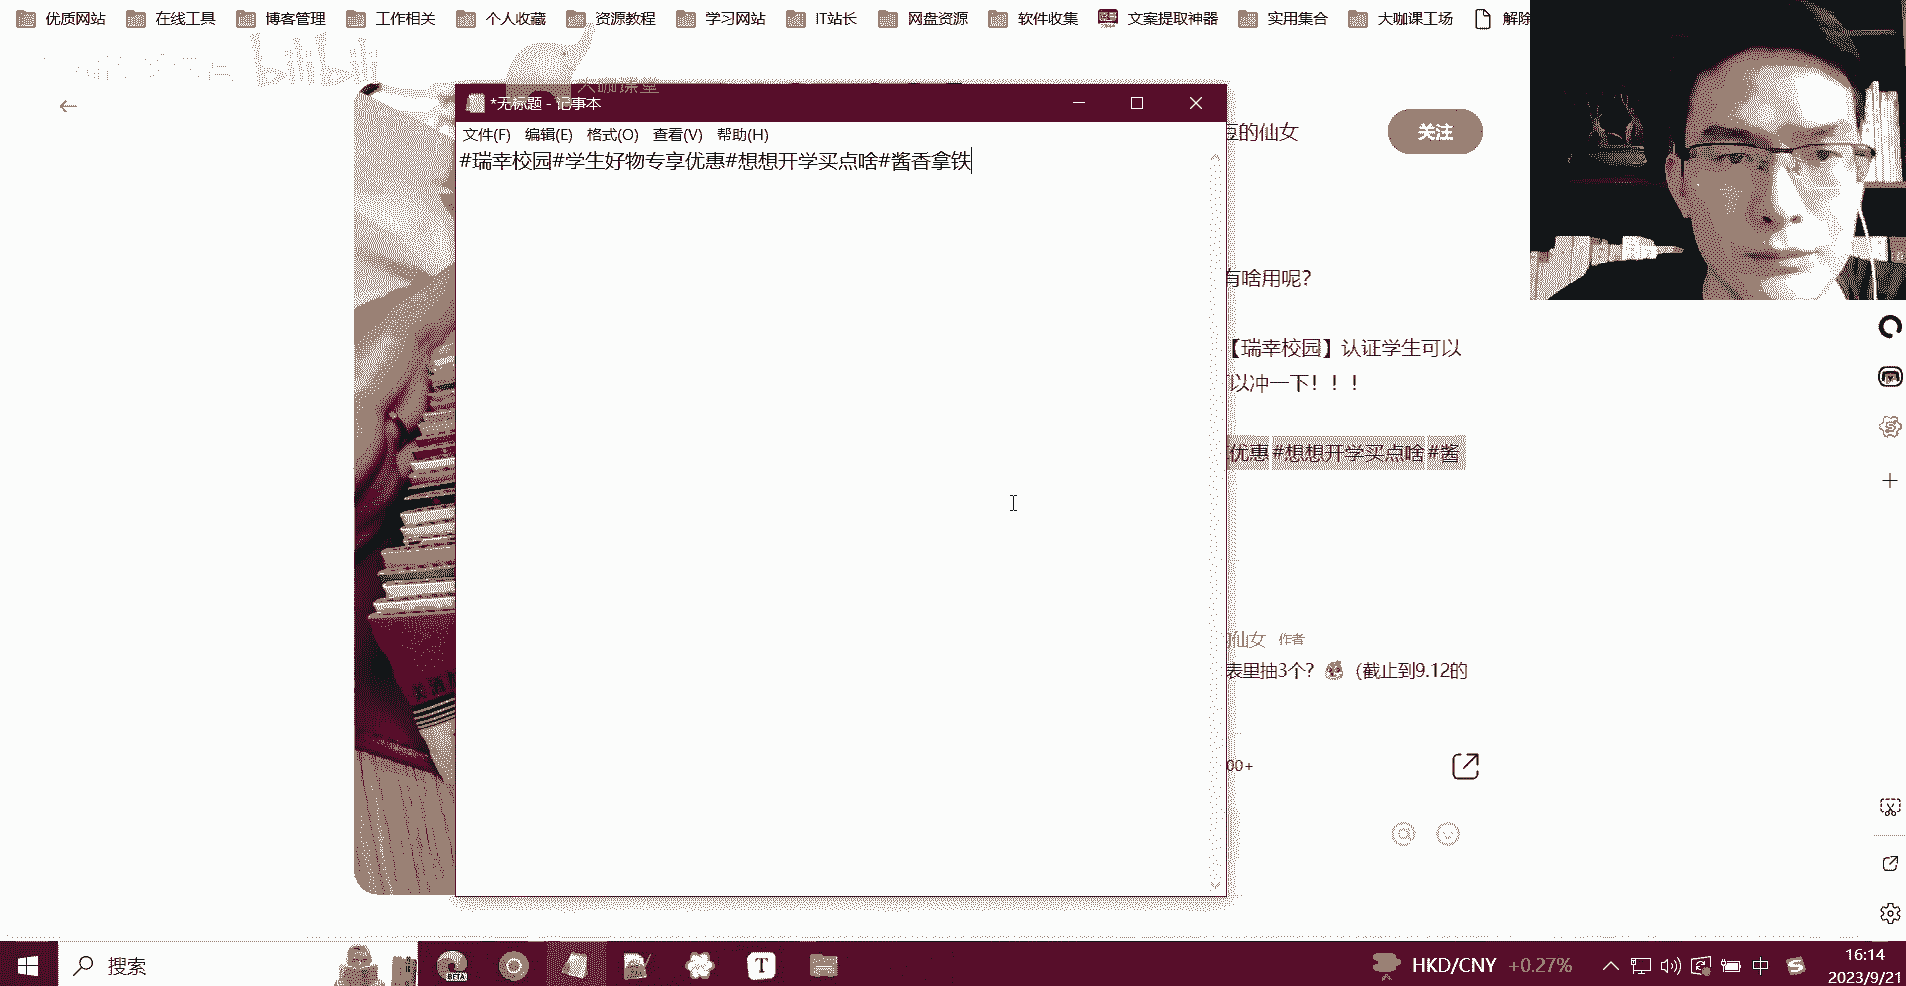 优质网站 在线工具 博客管理 工作相关 个人收藏 资源教程 学习网站 IT站长 网盘资源 软件收集 文案提取神器 实用集合 大咖课工场 解除
bilibili
大咖课堂
*无标题 - 记事本
文件(F) 编辑(E) 格式(O) 查看(V) 帮助(H)
#瑞幸校园#学生好物专享优惠#想想开学买点啥#酱香拿铁
的仙女
关注
有啥用呢？
【瑞幸校园】认证学生可以
以冲一下！！！
优惠 #想想开学买点啥 #酱
仙女 作者
表里抽3个？ （截止到9.12的
00+
BETA
T
搜索
HKD/CNY +0.27%
中
S
16:14
2023/9/21